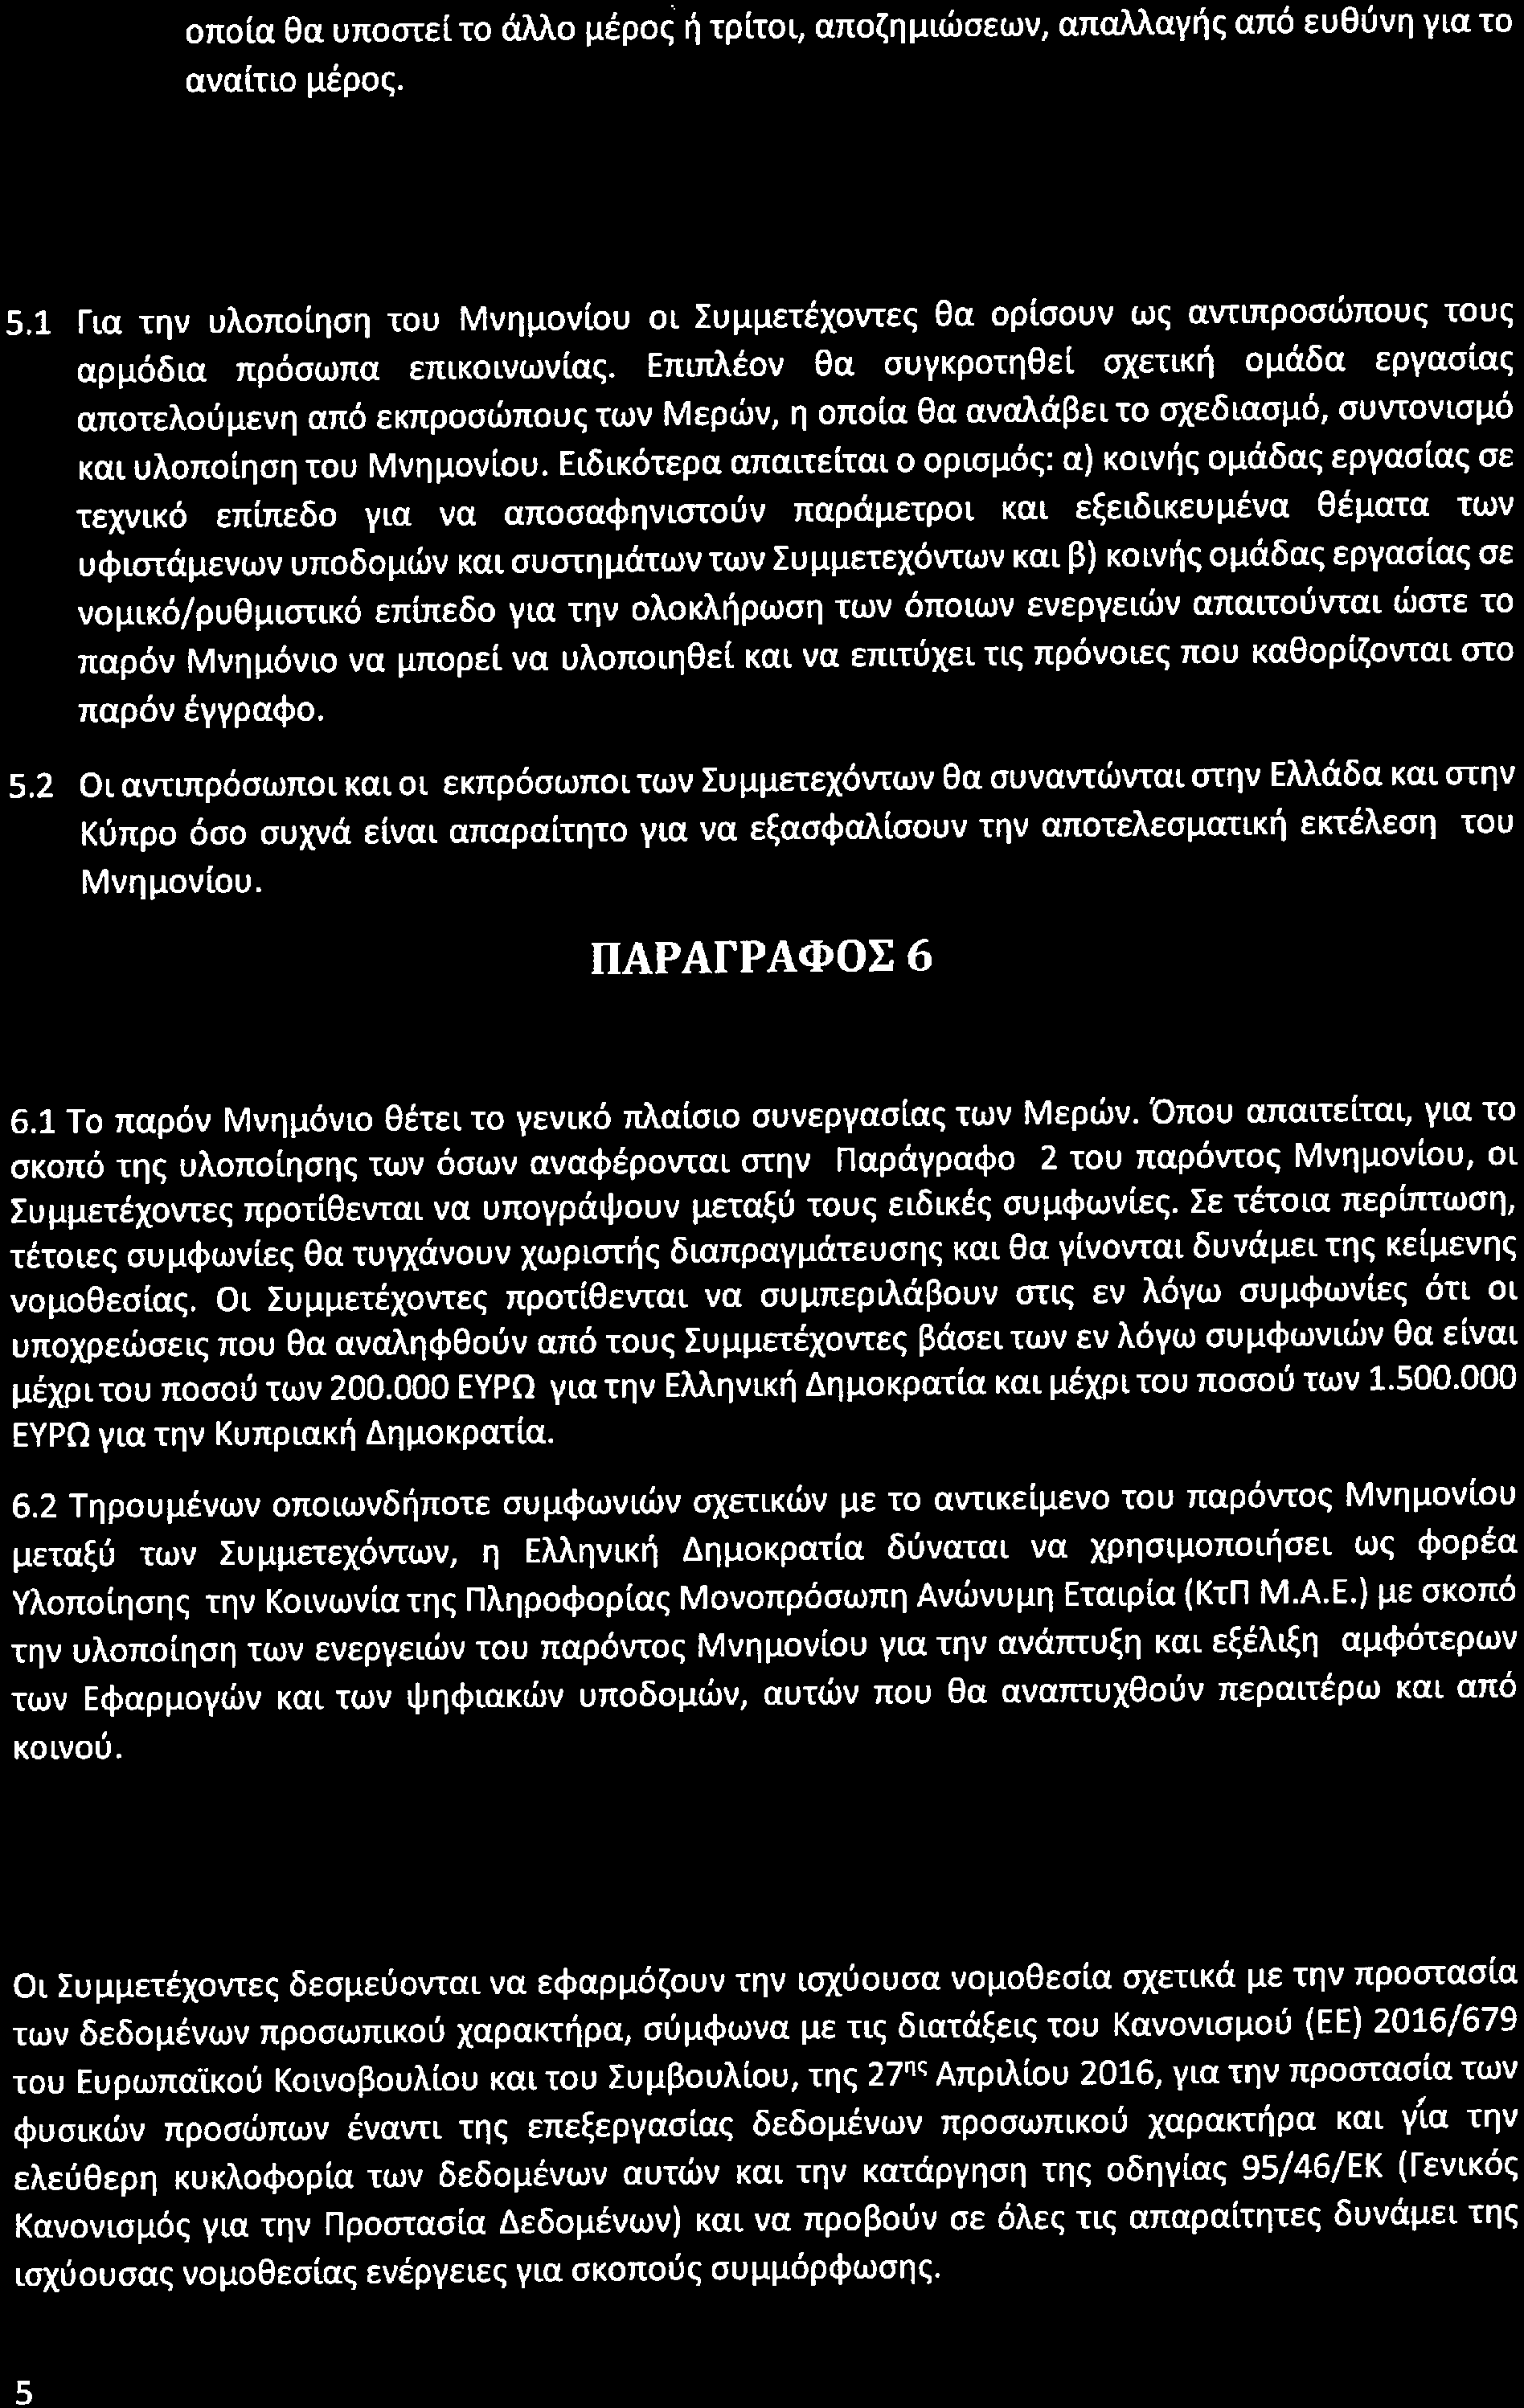 οποία θα υποστεί το άλλο μέρος ή τρίτοι, αποζημιώσεων, απαλλαγής από ευθύνη για το
αναίτιο μέρος.
5.1 Για την υλοποίηση του Μνημονίου οι Συμμετέχοντες θα ορίσουν ως αντιπροσώπους τους
αρμόδια πρόσωπα επικοινωνίας. Επιπλέον θα συγκροτηθεί σχετική ομάδα εργασίας
αποτελούμενη από εκπροσώπους των Μερών, η οποία θα αναλάβει το σχεδιασμό, συντονισμό
και υλοποίηση του Μνημονίου. Ειδικότερα απαιτείται ο ορισμός: α) κοινής ομάδας εργασίας σε
τεχνικό επίπεδο για να αποσαφηνιστούν παράμετροι και εξειδικευμένα θέματα των
υφιστάμενων υποδομών και συστημάτων των Συμμετεχόντων και β) κοινής ομάδας εργασίας σε
νομικό/ρυθμιστικό επίπεδο για την ολοκλήρωση των όποιων ενεργειών απαιτούνται ώστε το
παρόν Μνημόνιο να μπορεί να υλοποιηθεί και να επιτύχει τις πρόνοιες που καθορίζονται στο
παρόν έγγραφο.
5.2 Οι αντιπρόσωποι και οι εκπρόσωποι των Συμμετεχόντων θα συναντώνται στην Ελλάδα και στην
Κύπρο όσο συχνά είναι απαραίτητο για να εξασφαλίσουν την αποτελεσματική εκτέλεση του
Μνημονίου.
ΠΑΡΑΓΡΑΦΟΣ 6
6.1 Το παρόν Μνημόνιο θέτει το γενικό πλαίσιο συνεργασίας των Μερών. Όπου απαιτείται, για το
σκοπό της υλοποίησης των όσων αναφέρονται στην Παράγραφο 2 του παρόντος Μνημονίου, οι
Συμμετέχοντες προτίθενται να υπογράψουν μεταξύ τους ειδικές συμφωνίες. Σε τέτοια περίπτωση,
τέτοιες συμφωνίες θα τυγχάνουν χωριστής διαπραγμάτευσης και θα γίνονται δυνάμει της κείμενης
νομοθεσίας. Οι Συμμετέχοντες προτίθενται να συμπεριλάβουν στις εν λόγω συμφωνίες ότι οι
υποχρεώσεις που θα αναληφθούν από τους Συμμετέχοντες βάσει των εν λόγω συμφωνιών θα είναι
μέχρι του ποσού των 200.000 ΕΥΡΩ για την Ελληνική Δημοκρατία και μέχρι του ποσού των 1.500.000
ΕΥΡΩ για την Κυπριακή Δημοκρατία.
6.2 Τηρουμένων οποιωνδήποτε συμφωνιών σχετικών με το αντικείμενο του παρόντος Μνημονίου
μεταξύ των Συμμετεχόντων, η Ελληνική Δημοκρατία δύναται να χρησιμοποιήσει ως φορέα
Υλοποίησης την Κοινωνία της Πληροφορίας Μονοπρόσωπη Ανώνυμη Εταιρία (ΚτΠ Μ.Α.Ε.) με σκοπό
την υλοποίηση των ενεργειών του παρόντος Μνημονίου για την ανάπτυξη και εξέλιξη αμφότερων
των Εφαρμογών και των ψηφιακών υποδομών, αυτών που θα αναπτυχθούν περαιτέρω και από
κοινού.
Οι Συμμετέχοντες δεσμεύονται να εφαρμόζουν την ισχύουσα νομοθεσία σχετικά με την προστασία
των δεδομένων προσωπικού χαρακτήρα, σύμφωνα με τις διατάξεις του Κανονισμού (ΕΕ) 2016/679
του Ευρωπαϊκού Κοινοβουλίου και του Συμβουλίου, της 27ης Απριλίου 2016, για την προστασία των
φυσικών προσώπων έναντι της επεξεργασίας δεδομένων προσωπικού χαρακτήρα και για την
ελεύθερη κυκλοφορία των δεδομένων αυτών και την κατάργηση της οδηγίας 95/46/ΕΚ (Γενικός
Κανονισμός για την Προστασία Δεδομένων) και να προβούν σε όλες τις απαραίτητες δυνάμει της
ισχύουσας νομοθεσίας ενέργειες για σκοπούς συμμόρφωσης.
5